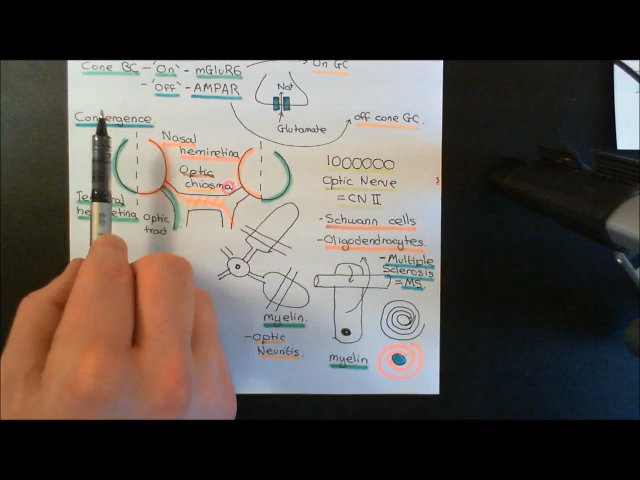 Cone BC - 'On' - mGluR6
On GC
- 'Off' - AMPAR
Na+
Glutamate
off cone GC.
Convergence
Nasal
hemiretina
Optic
chiasma
hemiretina
Optic
tract
1000000
Optic Nerve
= CN II
- Schwann cells
- Oligodendrocytes
- Multiple
Sclerosis
= MS
myelin
- Optic
Neuritis.
myelin